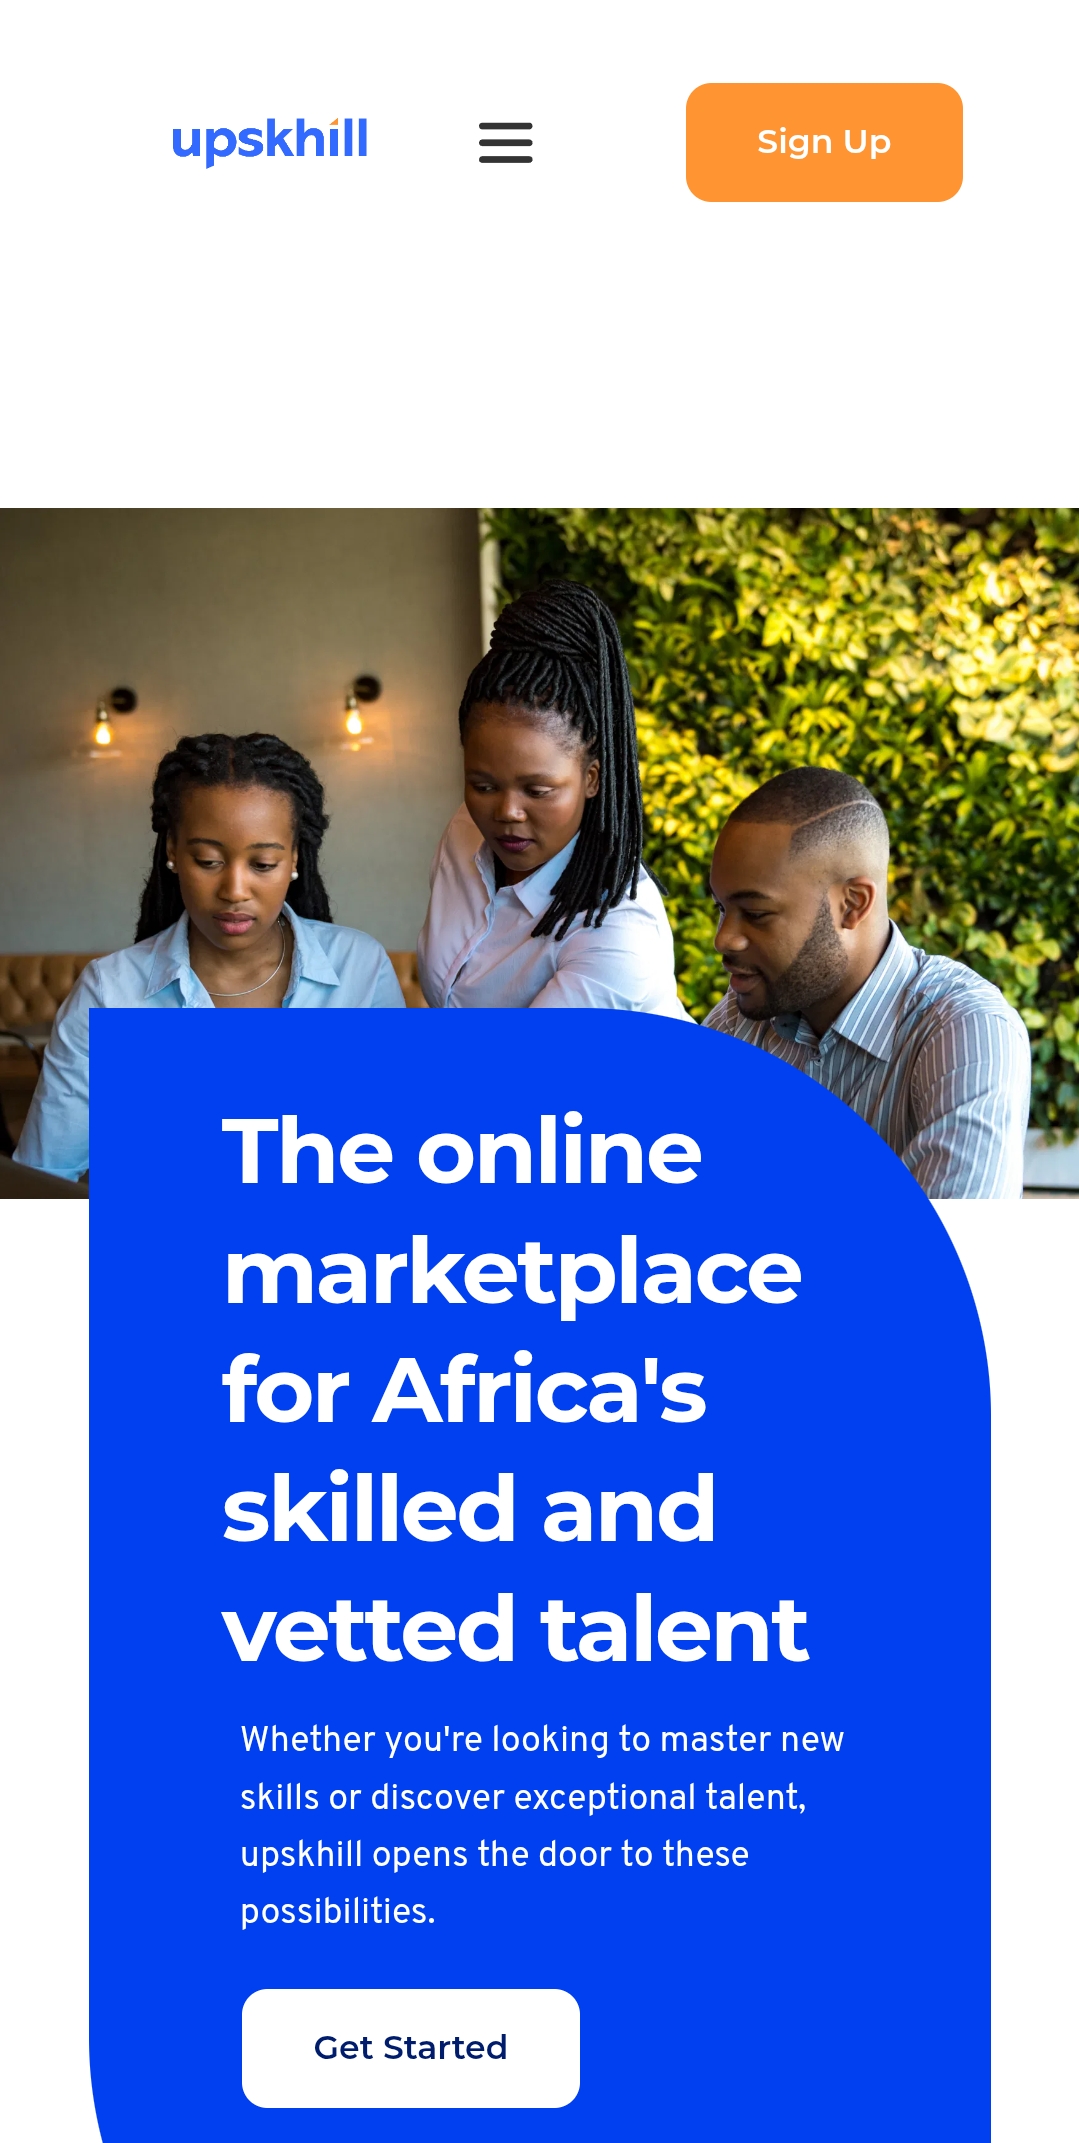 upskhill
Sign Up
The online
marketplace
for Africa's
skilled and
vetted talent
Whether you're looking to master new
skills or discover exceptional talent,
upskhill opens the door to these
possibilities.
Get Started